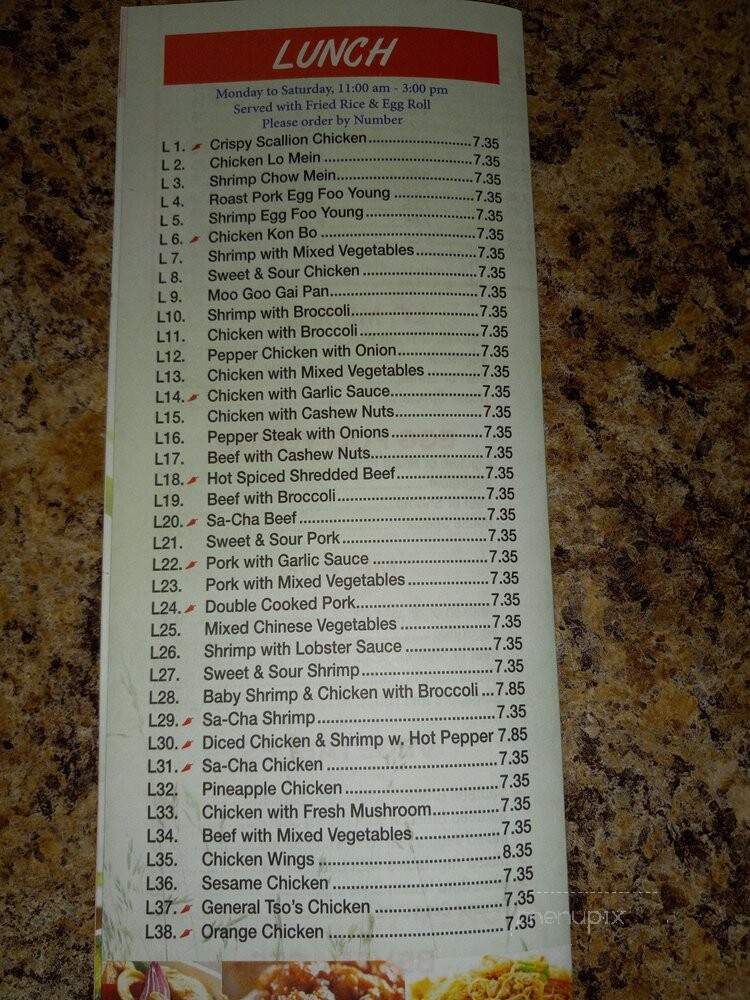 LUNCH
Monday to Saturday, 11:00 am - 3:00 pm
Served with Fried Rice & Egg Roll
Please order by Number
L 1. Crispy Scallion Chicken..........................7.35
L 2. Chicken Lo Mein ......................................7.35
L 3. Shrimp Chow Mein...................................7.35
L 4. Roast Pork Egg Foo Young ....................7.35
L 5. Shrimp Egg Foo Young............................7.35
L 6. Chicken Kon Bo .......................................7.35
L 7. Shrimp with Mixed Vegetables...............7.35
L 8. Sweet & Sour Chicken .............................7.35
L 9. Moo Goo Gai Pan.....................................7.35
L10. Shrimp with Broccoli................................7.35
L11. Chicken with Broccoli..............................7.35
L12. Pepper Chicken with Onion....................7.35
L13. Chicken with Mixed Vegetables .............7.35
L14. Chicken with Garlic Sauce......................7.35
L15. Chicken with Cashew Nuts.....................7.35
L16. Pepper Steak with Onions ......................7.35
L17. Beef with Cashew Nuts...........................7.35
L18. Hot Spiced Shredded Beef.....................7.35
L19. Beef with Broccoli....................................7.35
L20. Sa-Cha Beef .............................................7.35
L21. Sweet & Sour Pork...................................7.35
L22. Pork with Garlic Sauce ............................7.35
L23. Pork with Mixed Vegetables ...................7.35
L24. Double Cooked Pork...............................7.35
L25. Mixed Chinese Vegetables .....................7.35
L26. Shrimp with Lobster Sauce .....................7.35
L27. Sweet & Sour Shrimp...............................7.35
L28. Baby Shrimp & Chicken with Broccoli ...7.85
L29. Sa-Cha Shrimp.........................................7.35
L30. Diced Chicken & Shrimp w. Hot Pepper 7.85
L31. Sa-Cha Chicken .......................................7.35
L32. Pineapple Chicken ...................................7.35
L33. Chicken with Fresh Mushroom...............7.35
L34. Beef with Mixed Vegetables ...................7.35
L35. Chicken Wings .........................................8.35
L36. Sesame Chicken ......................................7.35
L37. General Tso's Chicken ............................7.35
L38. Orange Chicken .......................................7.35
menupix